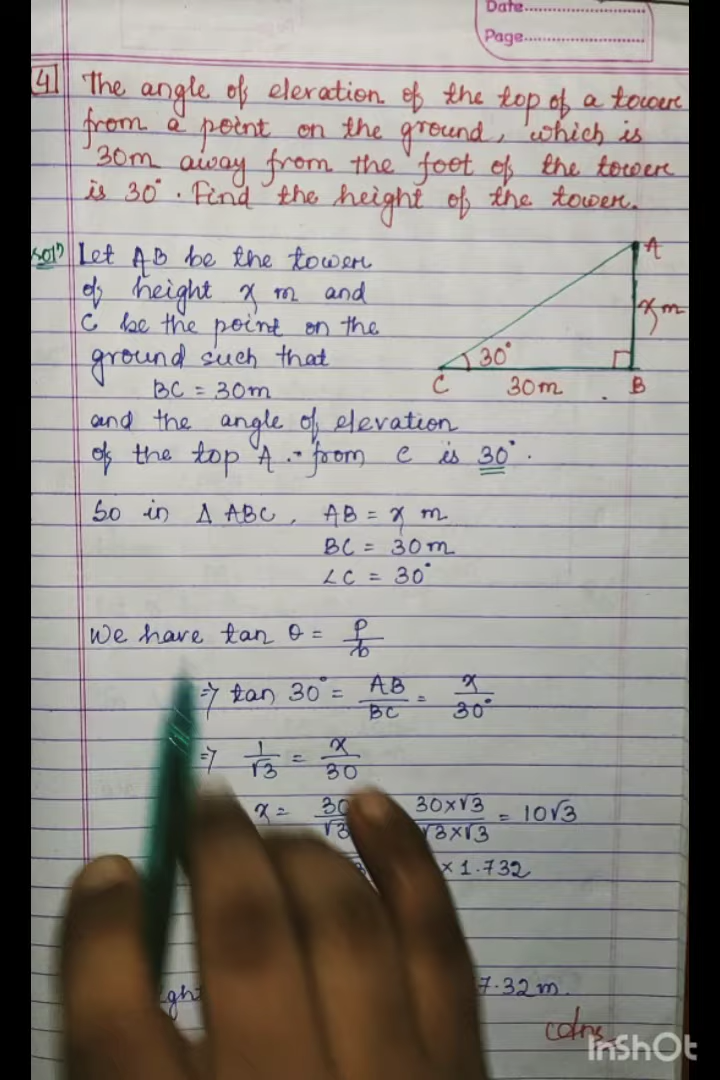 Date..............................
Page..............................
4 The angle of elevation of the top of a tower
from a point on the ground, which is
30m away from the foot of the tower
is 30°. Find the height of the tower.
Solⁿ Let AB be the tower
of height x m and
C be the point on the
ground such that
BC = 30m
and the angle of elevation
of the top A from C is 30°.
A
x m
30°
C 30m B
So in Δ ABC, AB = x m
BC = 30m
∠C = 30°
We have tan θ = p/b
⇒ tan 30° = AB/BC = x/30°
⇒ 1/√3 = x/30
x = 30/√3 30×√3/√3×√3 = 10√3
× 1.732
7.32m.
InShOt